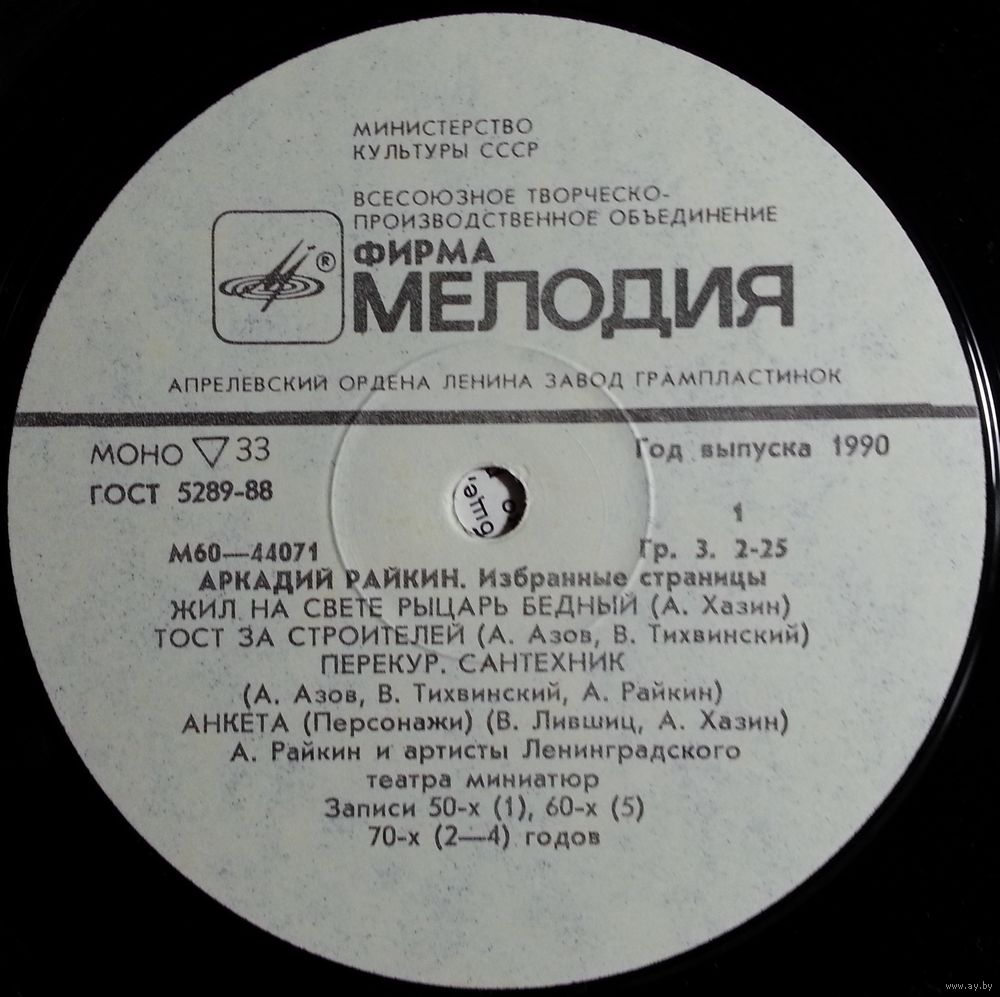 МИНИСТЕРСТВО
КУЛЬТУРЫ СССР
ВСЕСОЮЗНОЕ ТВОРЧЕСКО-
ПРОИЗВОДСТВЕННОЕ ОБЪЕДИНЕНИЕ
ФИРМА
®
МЕЛОДИЯ
АПРЕЛЕВСКИЙ ОРДЕНА ЛЕНИНА ЗАВОД ГРАМПЛАСТИНОК
МОНО ▽ 33 Год выпуска 1990
ГОСТ 5289-88
1
М60—44071 Гр. 3. 2-25
АРКАДИЙ РАЙКИН. Избранные страницы
ЖИЛ НА СВЕТЕ РЫЦАРЬ БЕДНЫЙ (А. Хазин)
ТОСТ ЗА СТРОИТЕЛЕЙ (А. Азов, В. Тихвинский)
ПЕРЕКУР. САНТЕХНИК
(А. Азов, В. Тихвинский, А. Райкин)
АНКЕТА (Персонажи) (В. Лившиц, А. Хазин)
А. Райкин и артисты Ленинградского
театра миниатюр
Записи 50-х (1), 60-х (5)
70-х (2—4) годов
www.ay.by